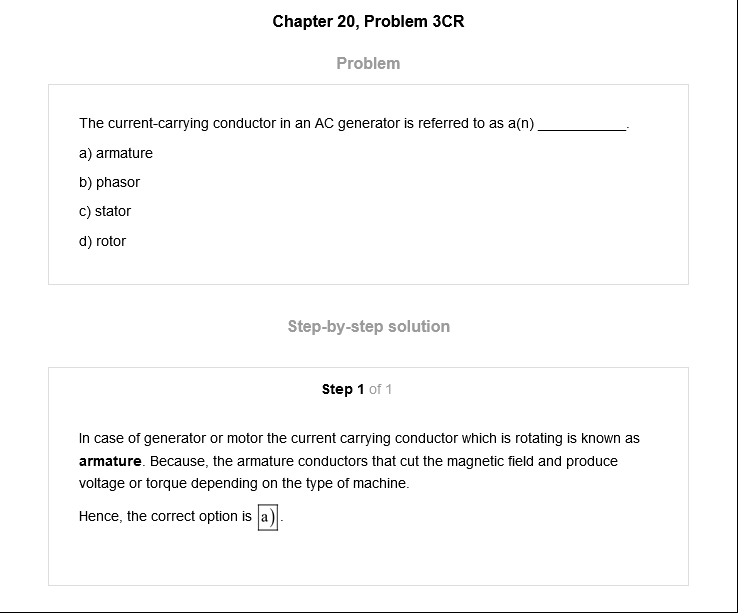 Chapter 20, Problem 3CR
Problem
The current-carrying conductor in an AC generator is referred to as a(n) ___________.
a) armature
b) phasor
c) stator
d) rotor
Step-by-step solution
Step 1 of 1
In case of generator or motor the current carrying conductor which is rotating is known as
armature. Because, the armature conductors that cut the magnetic field and produce
voltage or torque depending on the type of machine.
Hence, the correct option is a).